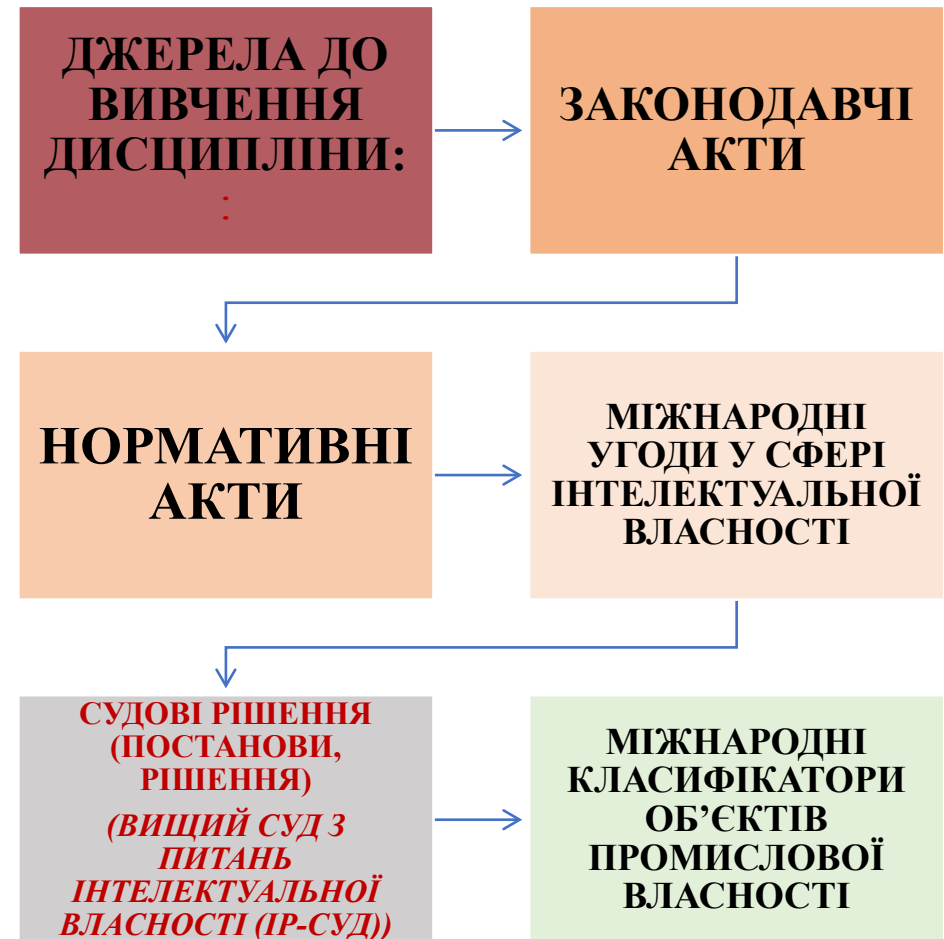 ДЖЕРЕЛА ДО
ВИВЧЕННЯ
ДИСЦИПЛІНИ:
:
ЗАКОНОДАВЧІ
АКТИ
НОРМАТИВНІ
АКТИ
МІЖНАРОДНІ
УГОДИ У СФЕРІ
ІНТЕЛЕКТУАЛЬНОЇ
ВЛАСНОСТІ
СУДОВІ РІШЕННЯ
(ПОСТАНОВИ,
РІШЕННЯ)
(ВИЩИЙ СУД З
ПИТАНЬ
ІНТЕЛЕКТУАЛЬНОЇ
ВЛАСНОСТІ (ІР-СУД))
МІЖНАРОДНІ
КЛАСИФІКАТОРИ
ОБ’ЄКТІВ
ПРОМИСЛОВОЇ
ВЛАСНОСТІ